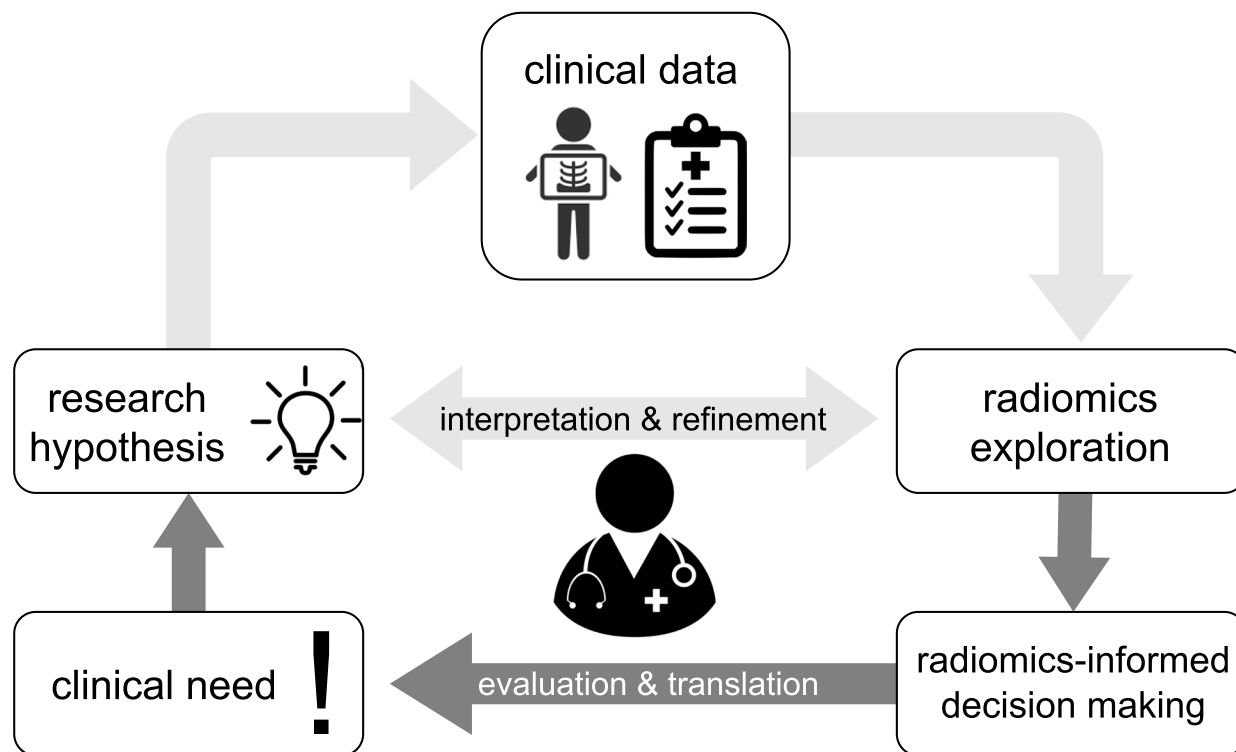 clinical data
research
hypothesis
interpretation & refinement
radiomics
exploration
clinical need
!
evaluation & translation
radiomics-informed
decision making